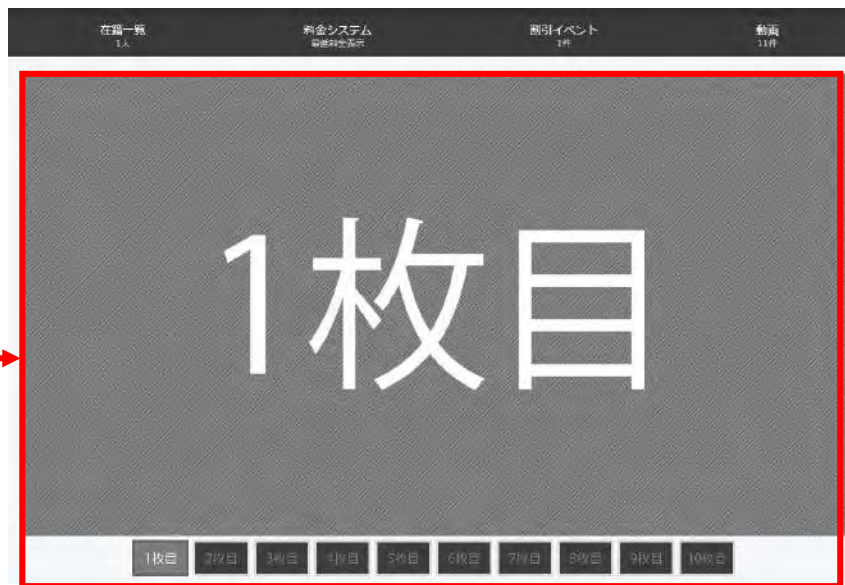 在籍一覧 料金システム 割引イベント 動画
1人 最低料金表示 1件 11件
1枚目
1枚目 2枚目 3枚目 4枚目 5枚目 6枚目 7枚目 8枚目 9枚目 10枚目